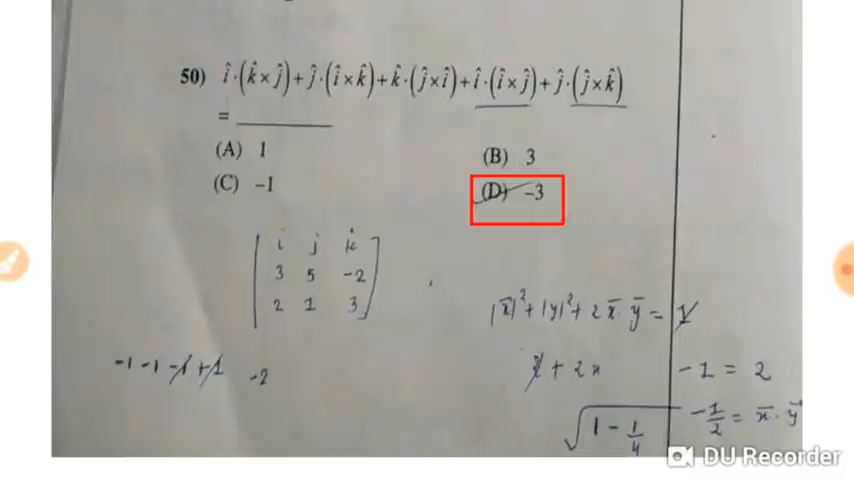 50) î·(k̂×ĵ)+ĵ·(î×k̂)+k̂·(ĵ×î)+î·(î×ĵ)+ĵ·(ĵ×k̂)
= ________
(A) 1 (B) 3
(C) -1 (D) -3
i j k
3 5 -2
2 1 3
|x̄|²+|y|²+2x̄·ȳ=1
-1 -1 -1 +1 -2
2 + 2x -1 = 2
√1 - 1/4 -1/2 = x̄·ȳ
DU Recorder